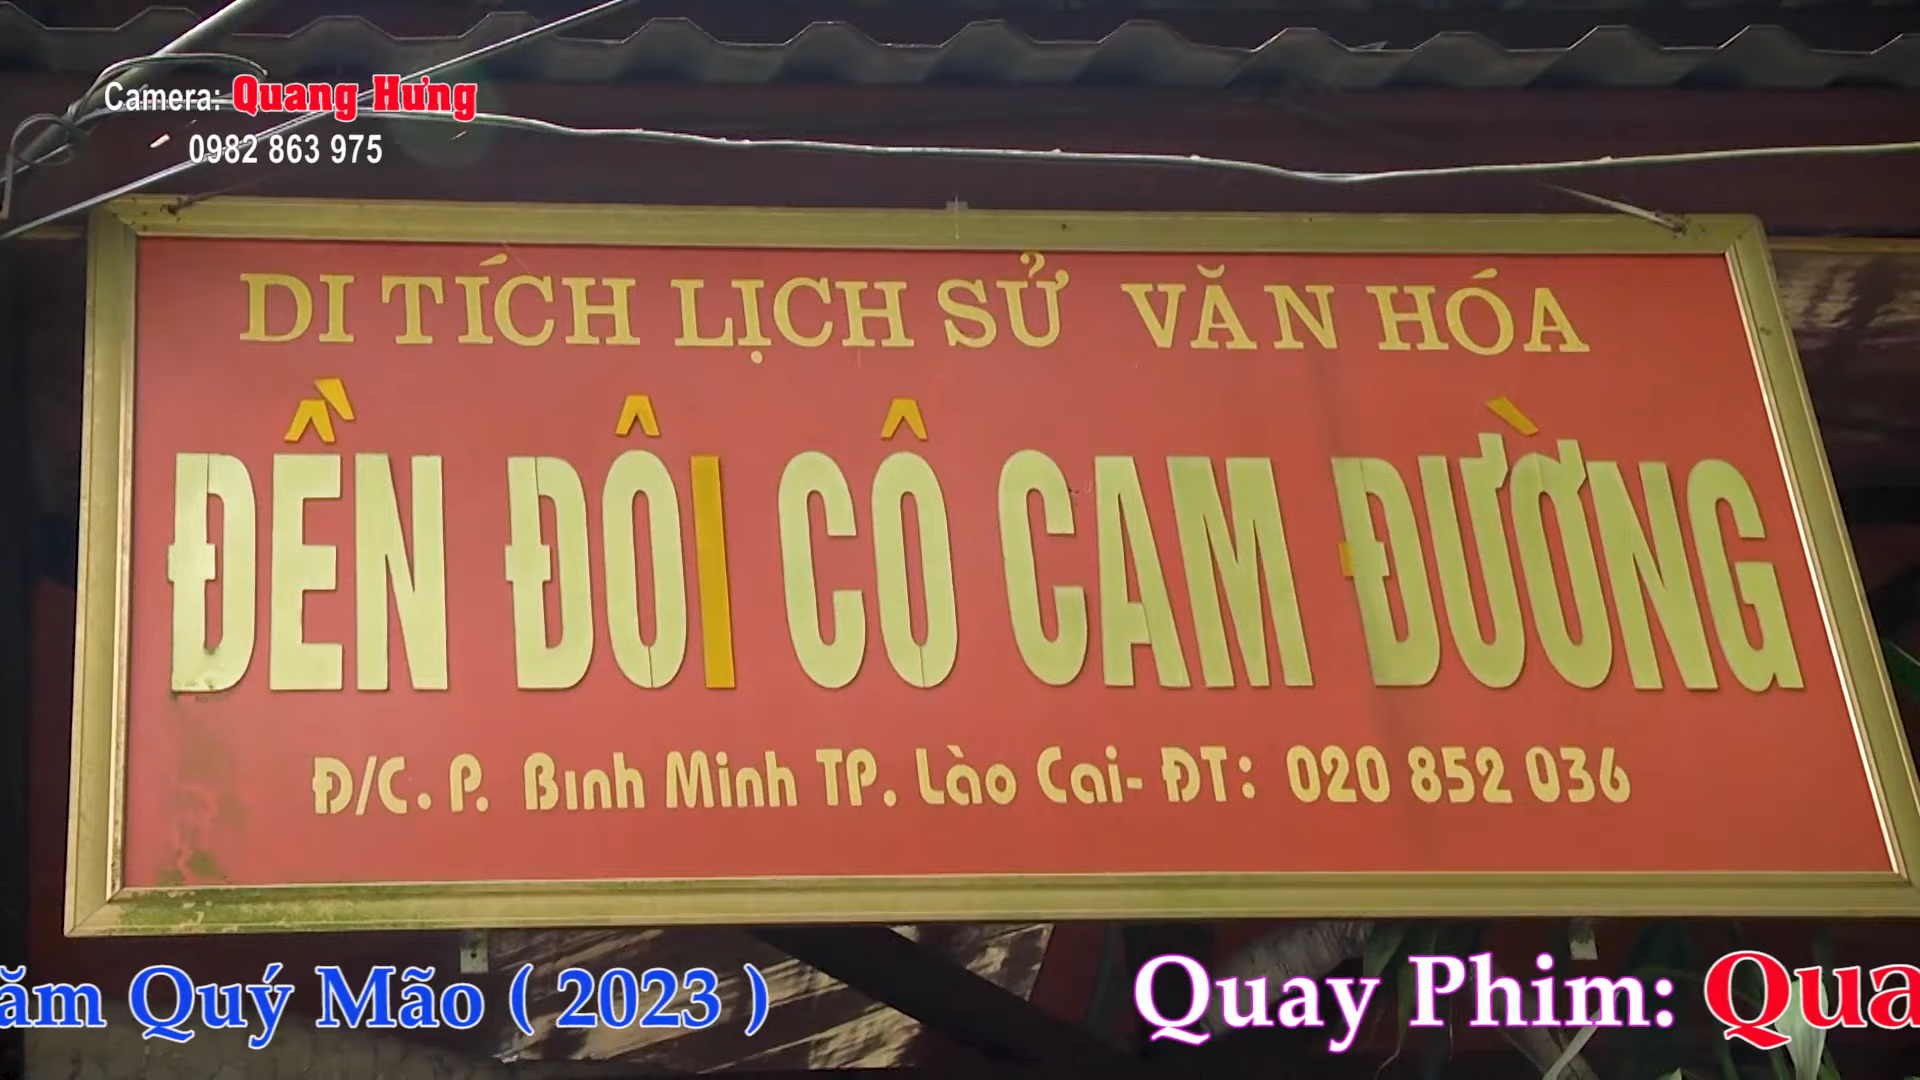 Camera: Quang Hưng
0982 863 975
DI TÍCH LỊCH SỬ VĂN HÓA
ĐỀN ĐÔI CÔ CAM ĐƯỜNG
Đ/C. P. Bình Minh TP. Lào Cai- ĐT: 020 852 036
ăm Quý Mão ( 2023 ) Quay Phim: Qua